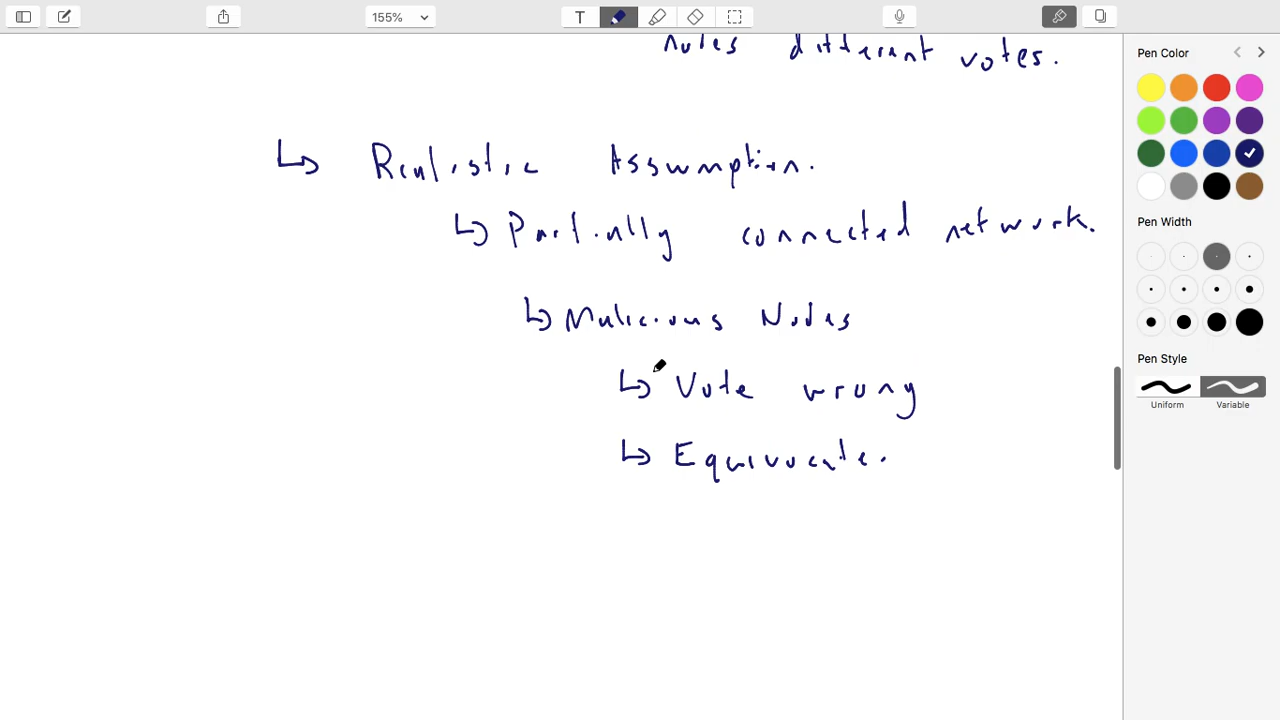 155%
T
notes different votes.
↳ Realistic Assumption.
↳ Partially connected network.
↳ Malicious Nodes
↳ Vote wrong
↳ Equivocate.
Pen Color
Pen Width
Pen Style
Uniform Variable